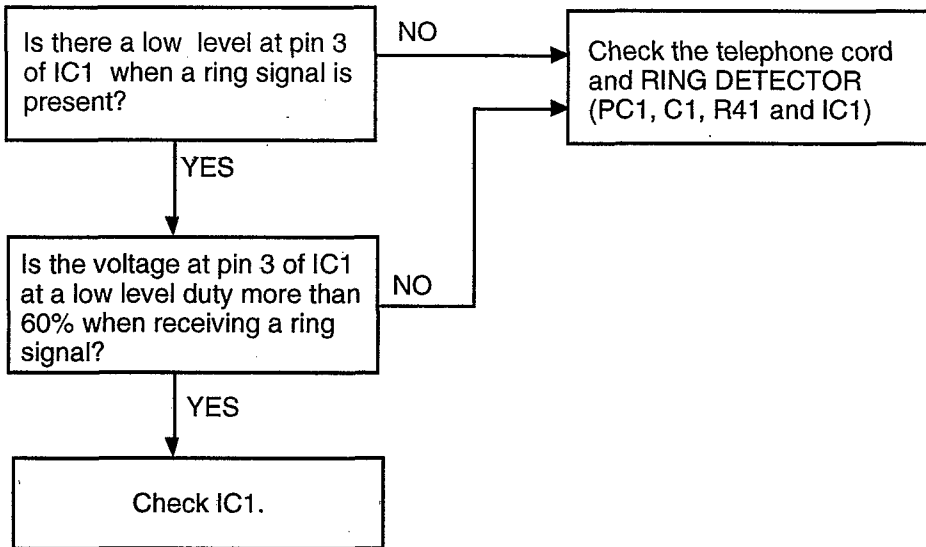 Is there a low level at pin 3
of IC1 when a ring signal is
present?
NO
Check the telephone cord
and RING DETECTOR
(PC1, C1, R41 and IC1)
YES
Is the voltage at pin 3 of IC1
at a low level duty more than
60% when receiving a ring
signal?
NO
YES
Check IC1.